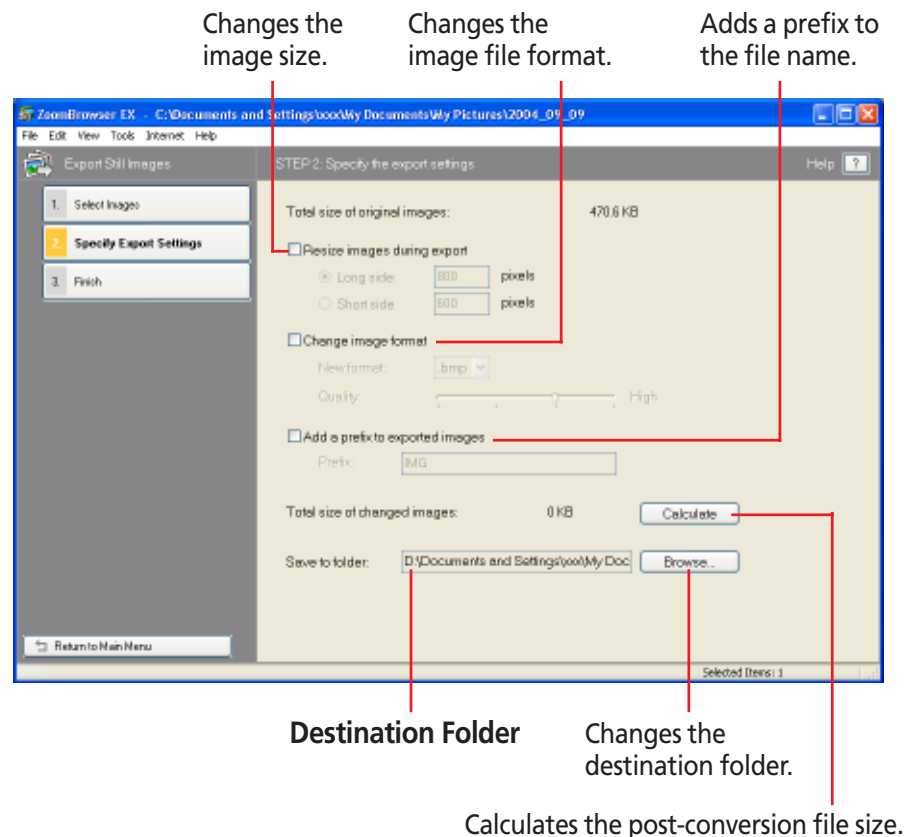 Changes the image size.
Changes the image file format.
Adds a prefix to the file name.
ZoomBrowser EX - C:\Documents and Settings\xxx\My Documents\My Pictures\2004_09_09
File Edit View Tools Internet Help
Export Still Images
STEP 2: Specify the export settings
Help ?
1. Select Images
2. Specify Export Settings
3. Finish
Total size of original images: 470.6 KB
Resize images during export
Long side: 800 pixels
Short side 600 pixels
Change image format
New format: .bmp
Quality: High
Add a prefix to exported images
Prefix: IMG
Total size of changed images: 0 KB Calculate
Save to folder: D:\Documents and Settings\xxx\My Doc Browse...
Return to Main Menu
Selected Items: 1
Destination Folder
Changes the destination folder.
Calculates the post-conversion file size.